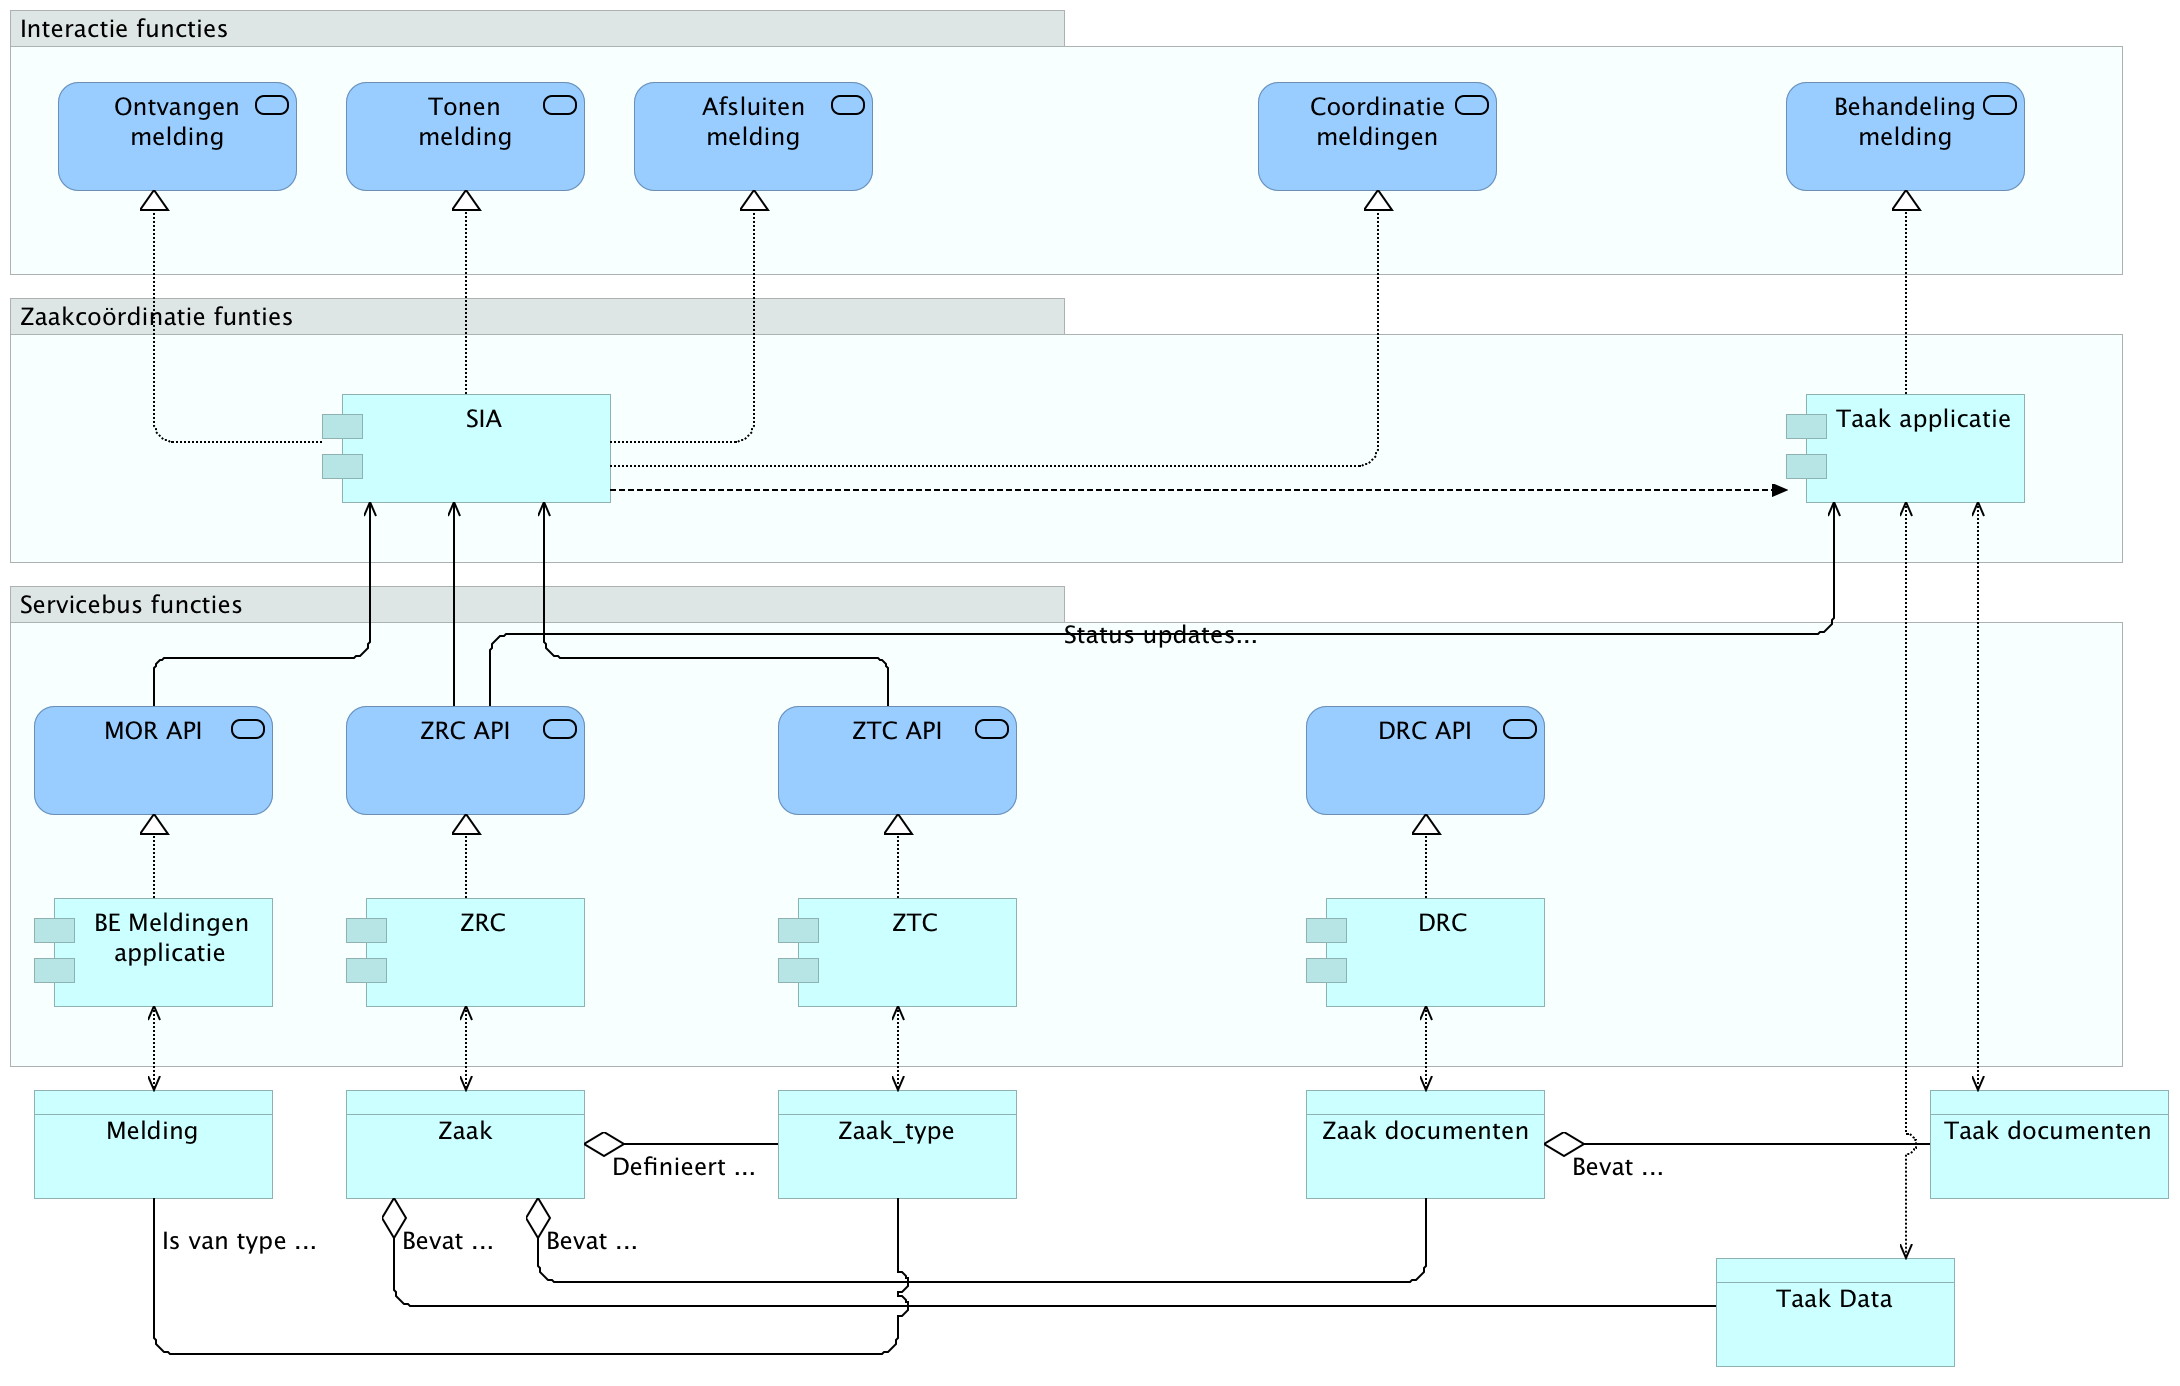 Interactie functies
Ontvangen
melding
Tonen
melding
Afsluiten
melding
Coordinatie
meldingen
Behandeling
melding
Zaakcoördinatie funties
SIA
Taak applicatie
Servicebus functies
Status updates...
MOR API
ZRC API
ZTC API
DRC API
BE Meldingen
applicatie
ZRC
ZTC
DRC
Melding
Zaak
Zaak_type
Zaak documenten
Taak documenten
Definieert ...
Bevat ...
Is van type ...
Bevat ...
Bevat ...
Taak Data